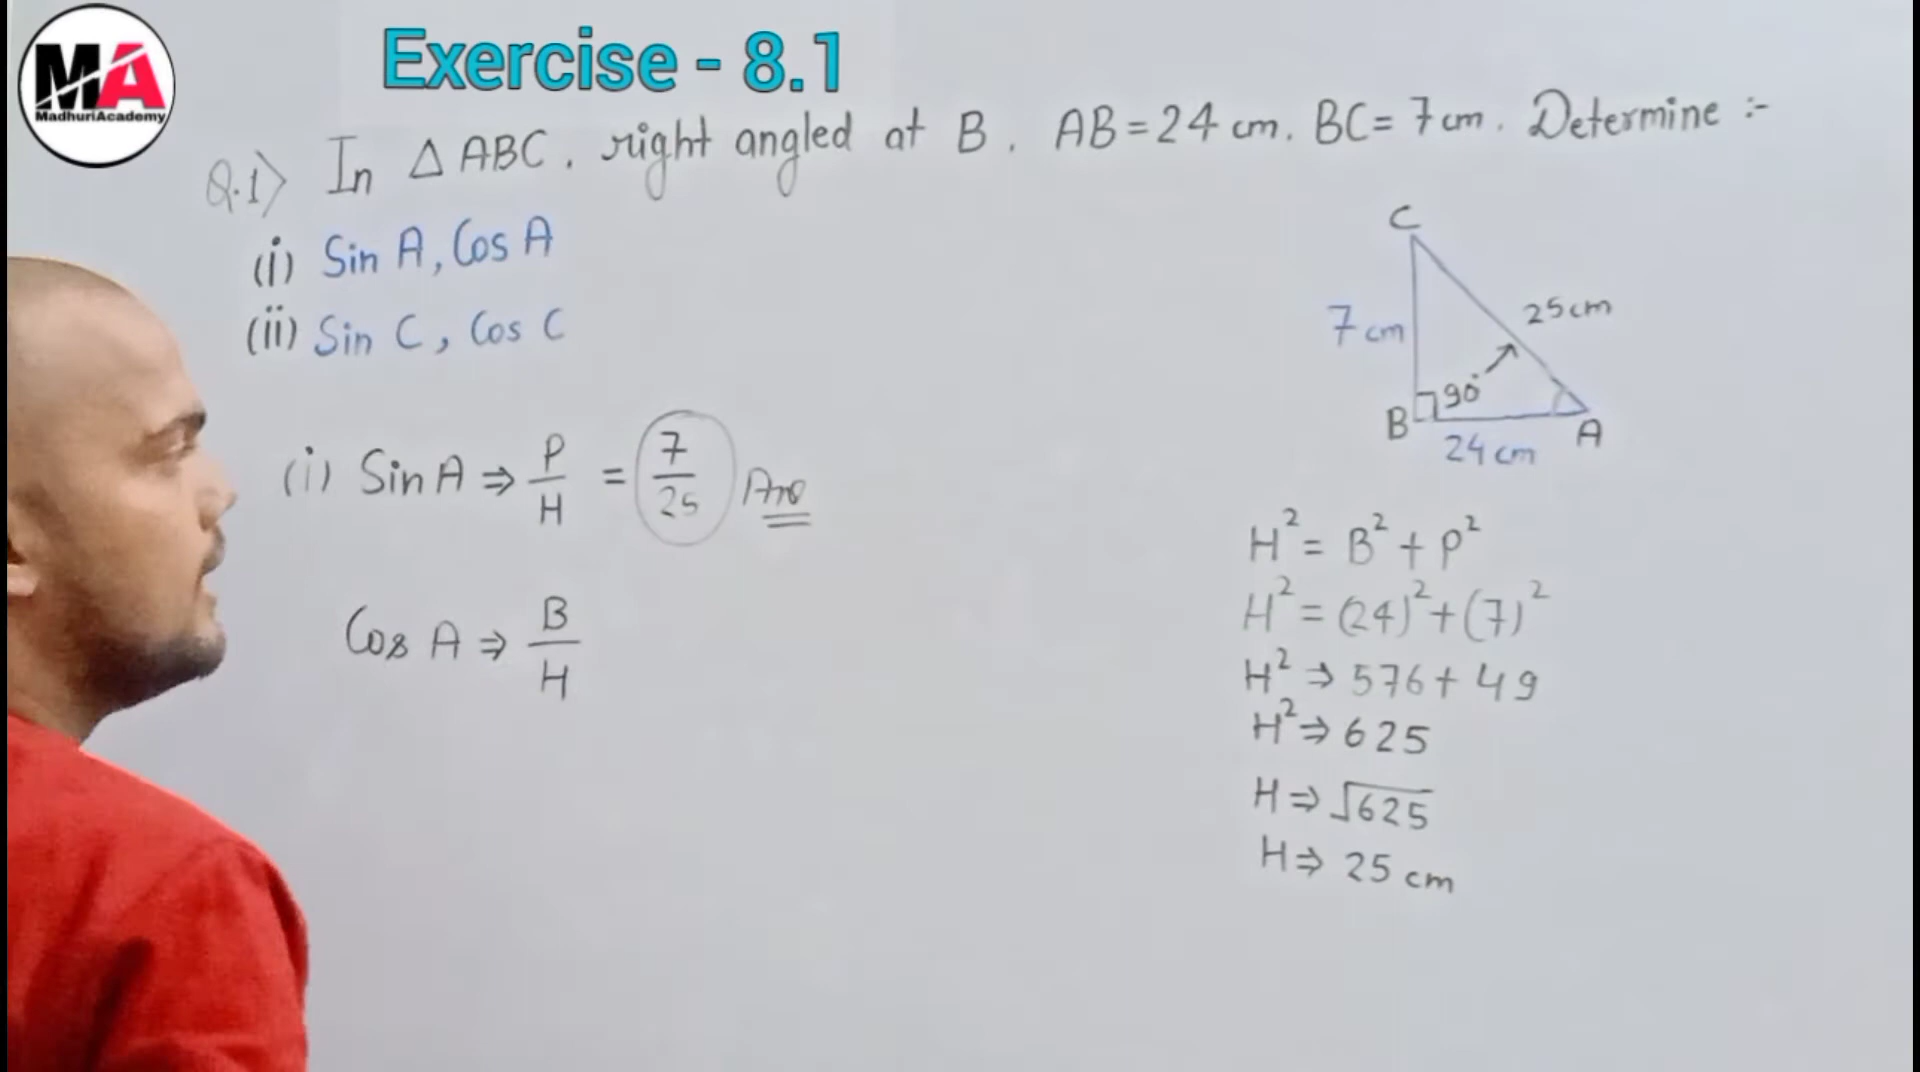 MA
MadhuriAcademy
Exercise - 8.1
Q.1) In △ ABC, right angled at B, AB = 24 cm, BC = 7 cm. Determine :-
(i) Sin A, Cos A
(ii) Sin C, Cos C
C
7 cm
25 cm
90°
B
A
24 cm
(i) Sin A ⇒ P/H = 7/25 Ans
Cos A ⇒ B/H
H² = B² + P²
H² = (24)² + (7)²
H² ⇒ 576 + 49
H² ⇒ 625
H ⇒ √625
H ⇒ 25 cm